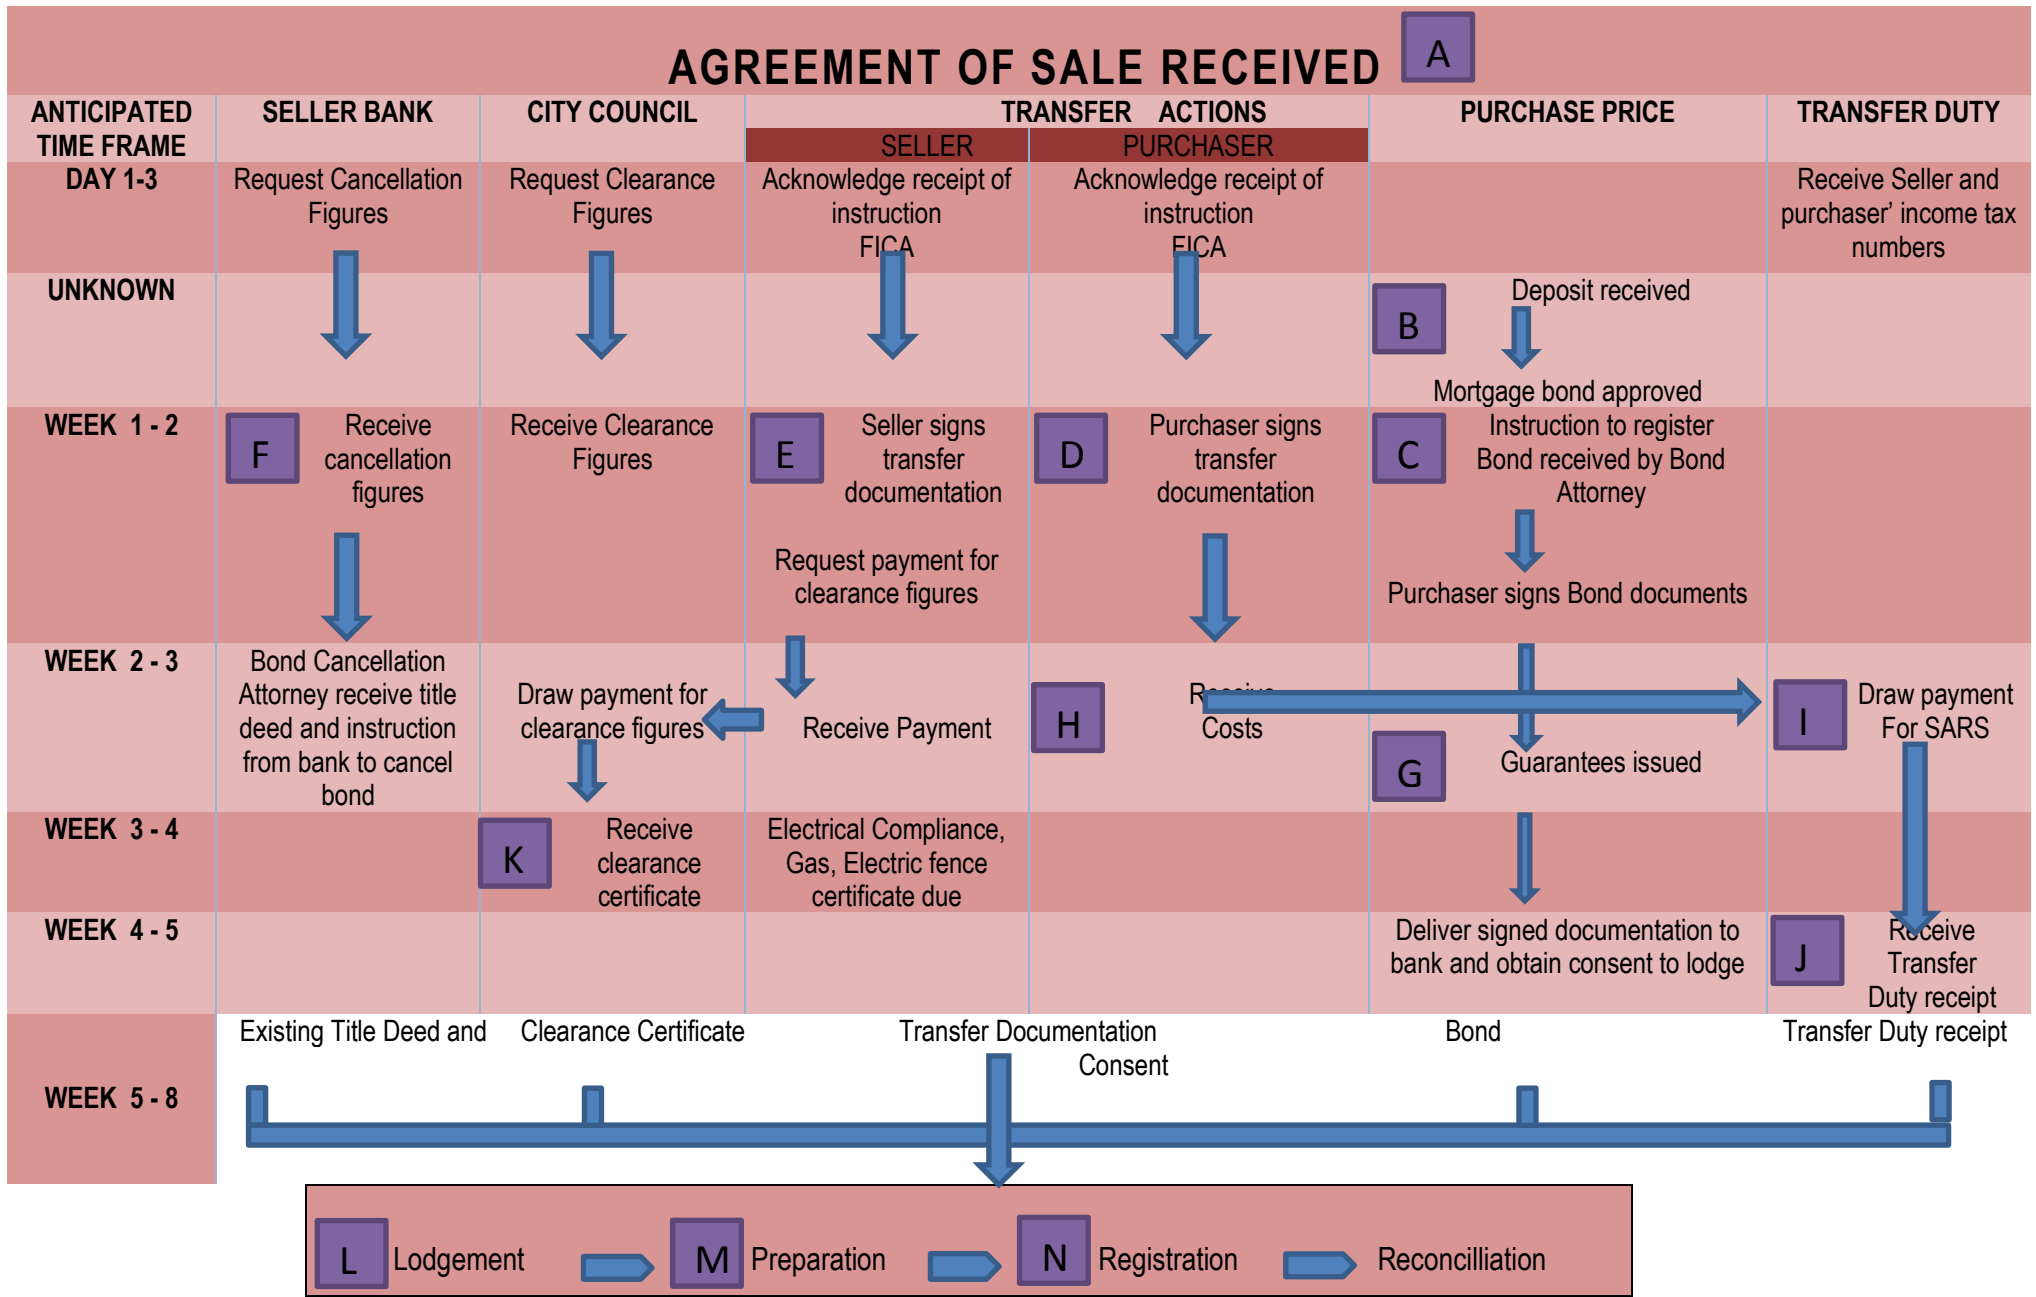 AGREEMENT OF SALE RECEIVED A
ANTICIPATED TIME FRAME
SELLER BANK
CITY COUNCIL
TRANSFER ACTIONS
SELLER
PURCHASER
PURCHASE PRICE
TRANSFER DUTY
DAY 1-3
Request Cancellation
Figures
Request Clearance
Figures
Acknowledge receipt of
instruction
FICA
Acknowledge receipt of
instruction
FICA
Receive Seller and
purchaser’ income tax
numbers
UNKNOWN
B
Deposit received
Mortgage bond approved
WEEK 1 - 2
F
Receive
cancellation
figures
Receive Clearance
Figures
E
Seller signs
transfer
documentation
Request payment for
clearance figures
D
Purchaser signs
transfer
documentation
C
Instruction to register
Bond received by Bond
Attorney
Purchaser signs Bond documents
WEEK 2 - 3
Bond Cancellation
Attorney receive title
deed and instruction
from bank to cancel
bond
Draw payment for
clearance figures
Receive Payment
H
Receive
Costs
G
Guarantees issued
I
Draw payment
For SARS
WEEK 3 - 4
K
Receive
clearance
certificate
Electrical Compliance,
Gas, Electric fence
certificate due
WEEK 4 - 5
Deliver signed documentation to
bank and obtain consent to lodge
J
Receive
Transfer
Duty receipt
WEEK 5 - 8
Existing Title Deed and
Clearance Certificate
Transfer Documentation
Bond
Transfer Duty receipt
Consent
L Lodgement
M Preparation
N Registration
Reconcilliation